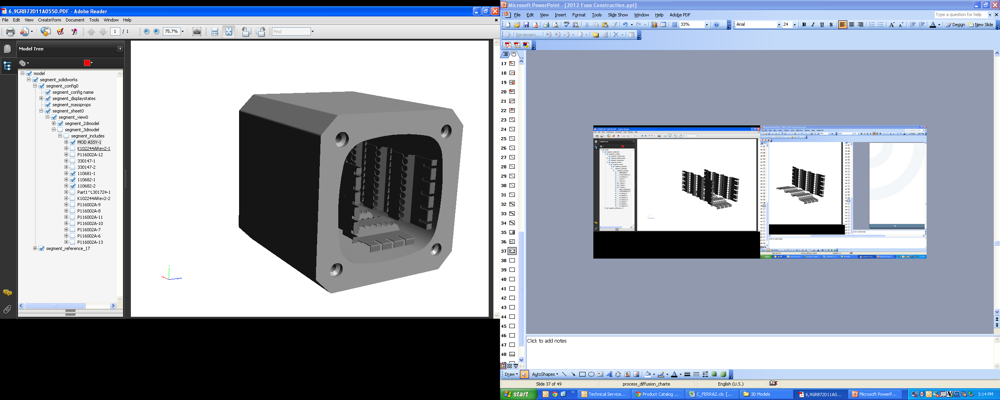 6,9GRB72D11A0550.PDF - Adobe Reader
File Edit View Create!form Document Tools Window Help
1 / 1 75.7% Find
Model Tree
model
segment_solidworks
segment_config0
segment_config name
segment_displaystates
segment_massprops
segment_sheet0
segment_view0
segment_2dmodel
segment_3dmodel
segment_includes
MOD ASSY-1
K102244ARev2-1
P116002A-12
330147-1
330147-2
110681-1
110682-1
110682-2
Part1^L301724-1
K102244ARev2-2
P116002A-9
P116002A-8
P116002A-11
P116002A-10
P116002A-7
P116002A-6
P116002A-13
segment_reference_17
Microsoft PowerPoint - [2012 Fuse Construction.ppt]
File Edit View Insert Format Tools Slide Show Window Help Adobe PDF Type a question for help
33% Arial 24 B I U S Design New Slide
Reviewers...
17
18
19
20
21
22
23
24
25
26
27
28
29
30
31
32
33
34
35
36
37
38
39
40
41
42
43
44
45
46
47
48
Click to add notes
Draw AutoShapes
Slide 37 of 49 process_diffusion_charte English (U.S.)
start Technical Service... Product Catalog ... C_FERRAZ.xls [... 3D Models 6,9GRB72D11A0... Microsoft PowerP... 3:14 PM